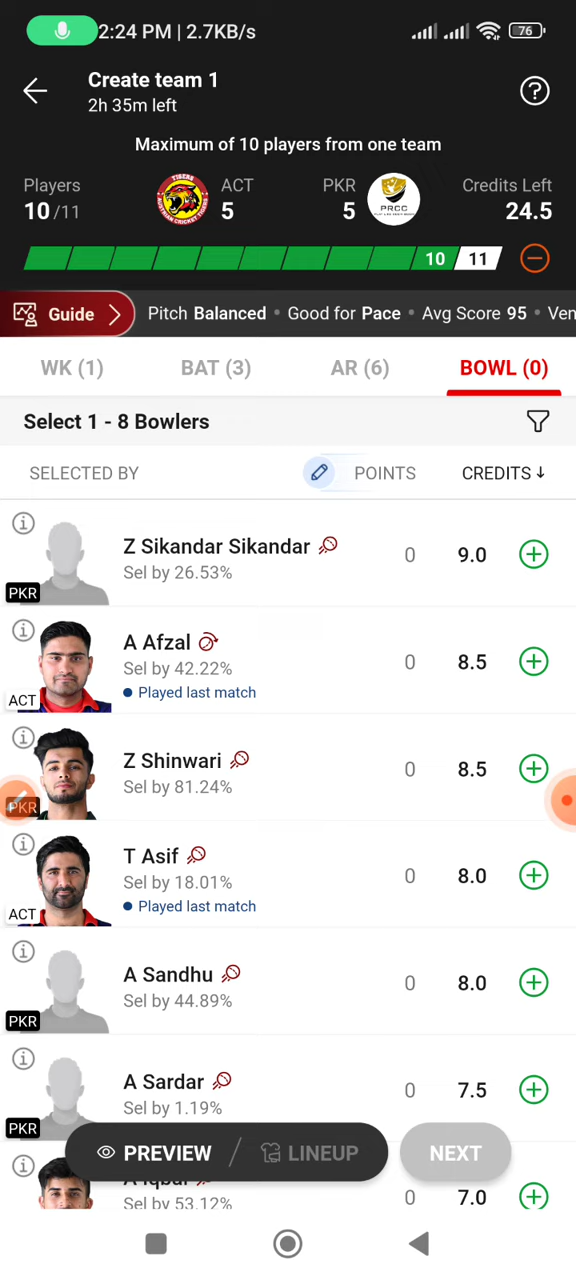 2:24 PM | 2.7KB/s 76
Create team 1
2h 35m left
Maximum of 10 players from one team
Players ACT PKR Credits Left
10/11 5 5 24.5
TIGERS
AUSTRIAN CRICKET TIGERS
PRCC
10 11
Guide Pitch Balanced • Good for Pace • Avg Score 95 • Ven
WK (1) BAT (3) AR (6) BOWL (0)
Select 1 - 8 Bowlers
SELECTED BY POINTS CREDITS ↓
Z Sikandar Sikandar 0 9.0
Sel by 26.53%
PKR
A Afzal 0 8.5
Sel by 42.22%
Played last match
ACT
Z Shinwari 0 8.5
Sel by 81.24%
PKR
T Asif 0 8.0
Sel by 18.01%
Played last match
ACT
A Sandhu 0 8.0
Sel by 44.89%
PKR
A Sardar 0 7.5
Sel by 1.19%
PKR
PREVIEW / LINEUP NEXT
A Iqbal 0 7.0
Sel by 53.12%